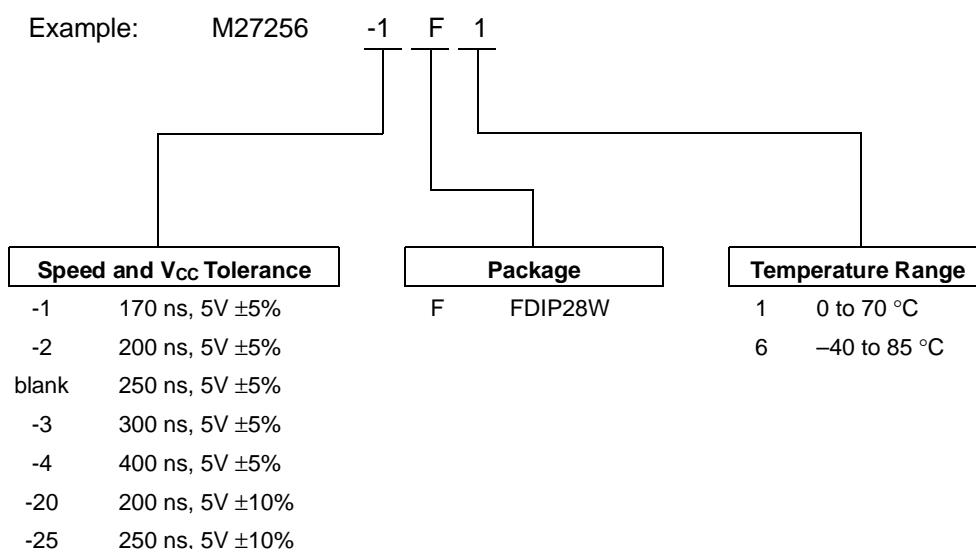 Example: M27256 -1 F 1
Speed and VCC Tolerance
-1 170 ns, 5V ±5%
-2 200 ns, 5V ±5%
blank 250 ns, 5V ±5%
-3 300 ns, 5V ±5%
-4 400 ns, 5V ±5%
-20 200 ns, 5V ±10%
-25 250 ns, 5V ±10%
Package
F FDIP28W
Temperature Range
1 0 to 70 °C
6 –40 to 85 °C